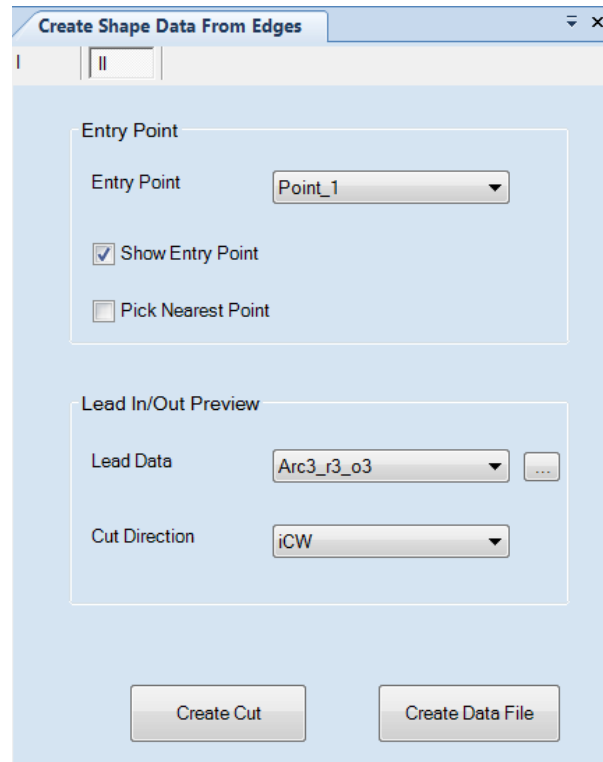 Create Shape Data From Edges
I II
Entry Point
Entry Point Point_1
Show Entry Point
Pick Nearest Point
Lead In/Out Preview
Lead Data Arc3_r3_o3 ...
Cut Direction iCW
Create Cut Create Data File